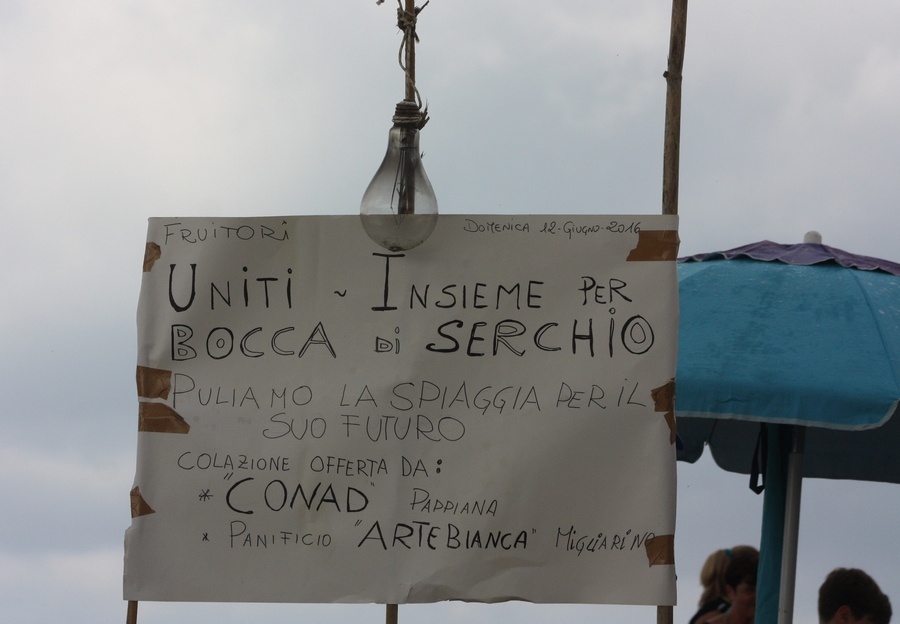 FRUITORI DOMENICA 12-GIUGNO-2016
UNITI ~ INSIEME PER
BOCCA Di SERCHIO
PULIAMO LA SPIAGGIA PER iL
SUO FUTURO
COLAZIONE OFFERTA DA:
* "CONAD" PAPPIANA
* PANIFICIO "ARTEBIANCA" MIGLIARINO